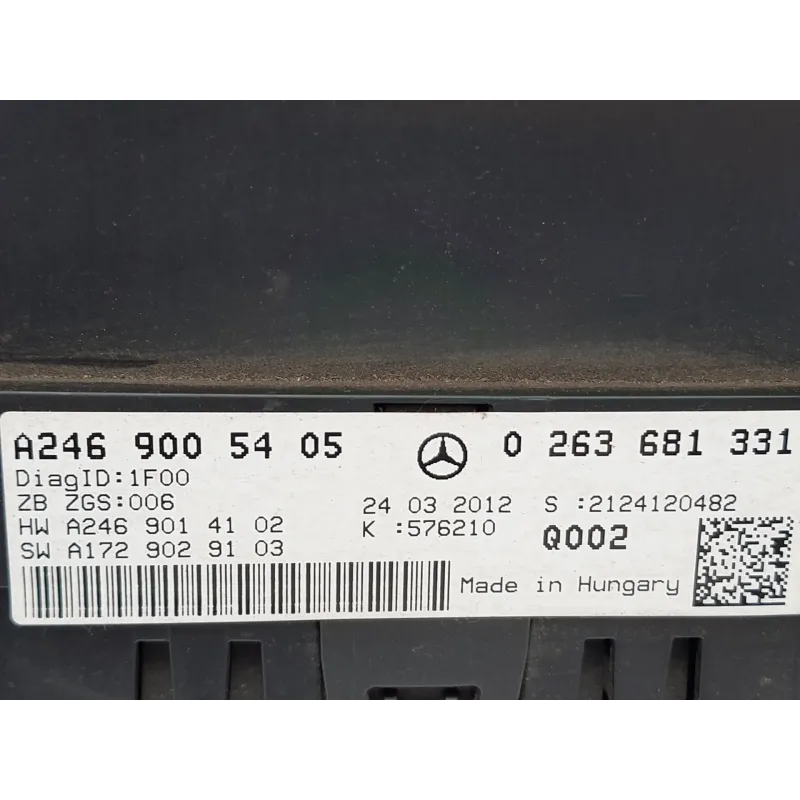 A246 900 54 05 0 263 681 331
DiagID:1F00
ZB ZGS:006 24 03 2012 S :2124120482
HW A246 901 41 02 K :576210 Q002
SW A172 902 91 03
Made in Hungary